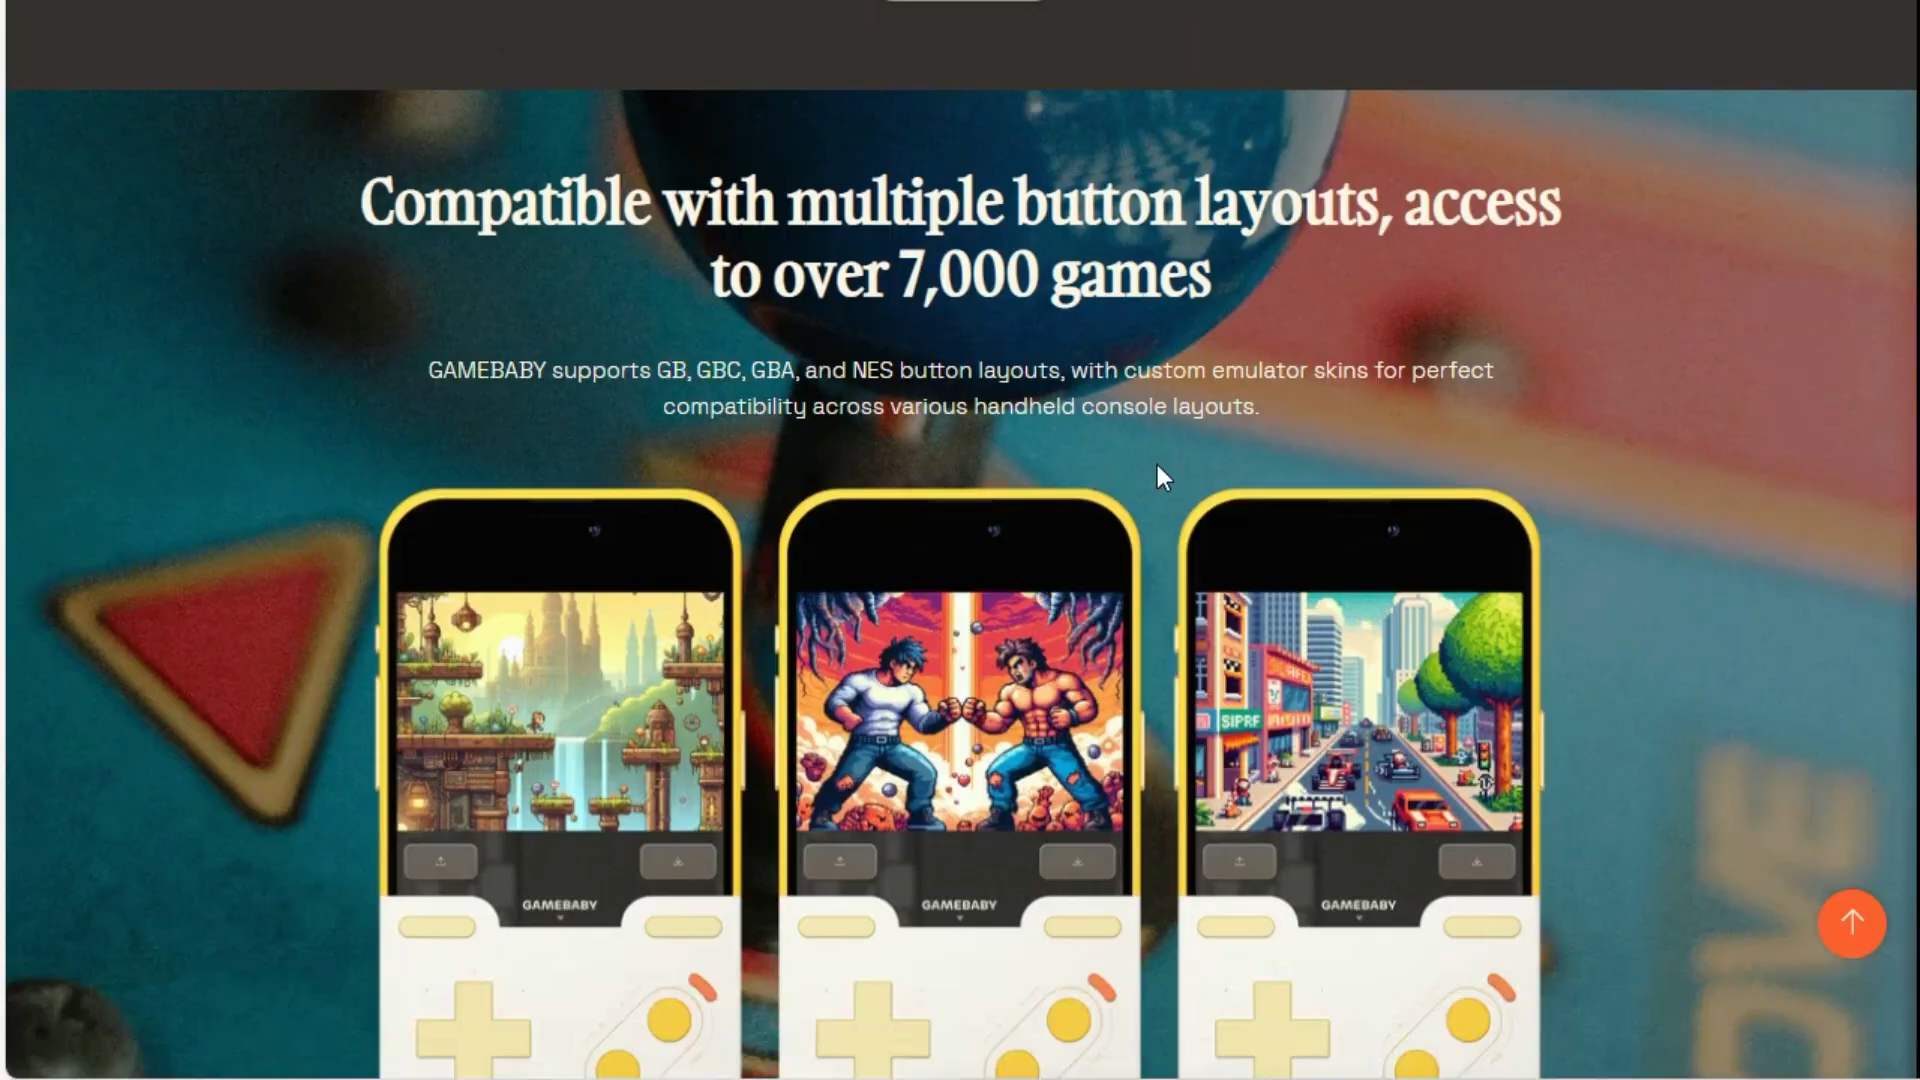 Compatible with multiple button layouts, access
to over 7,000 games
GAMEBABY supports GB, GBC, GBA, and NES button layouts, with custom emulator skins for perfect
compatibility across various handheld console layouts.
SIPRF
GAMEBABY
GAMEBABY
GAMEBABY